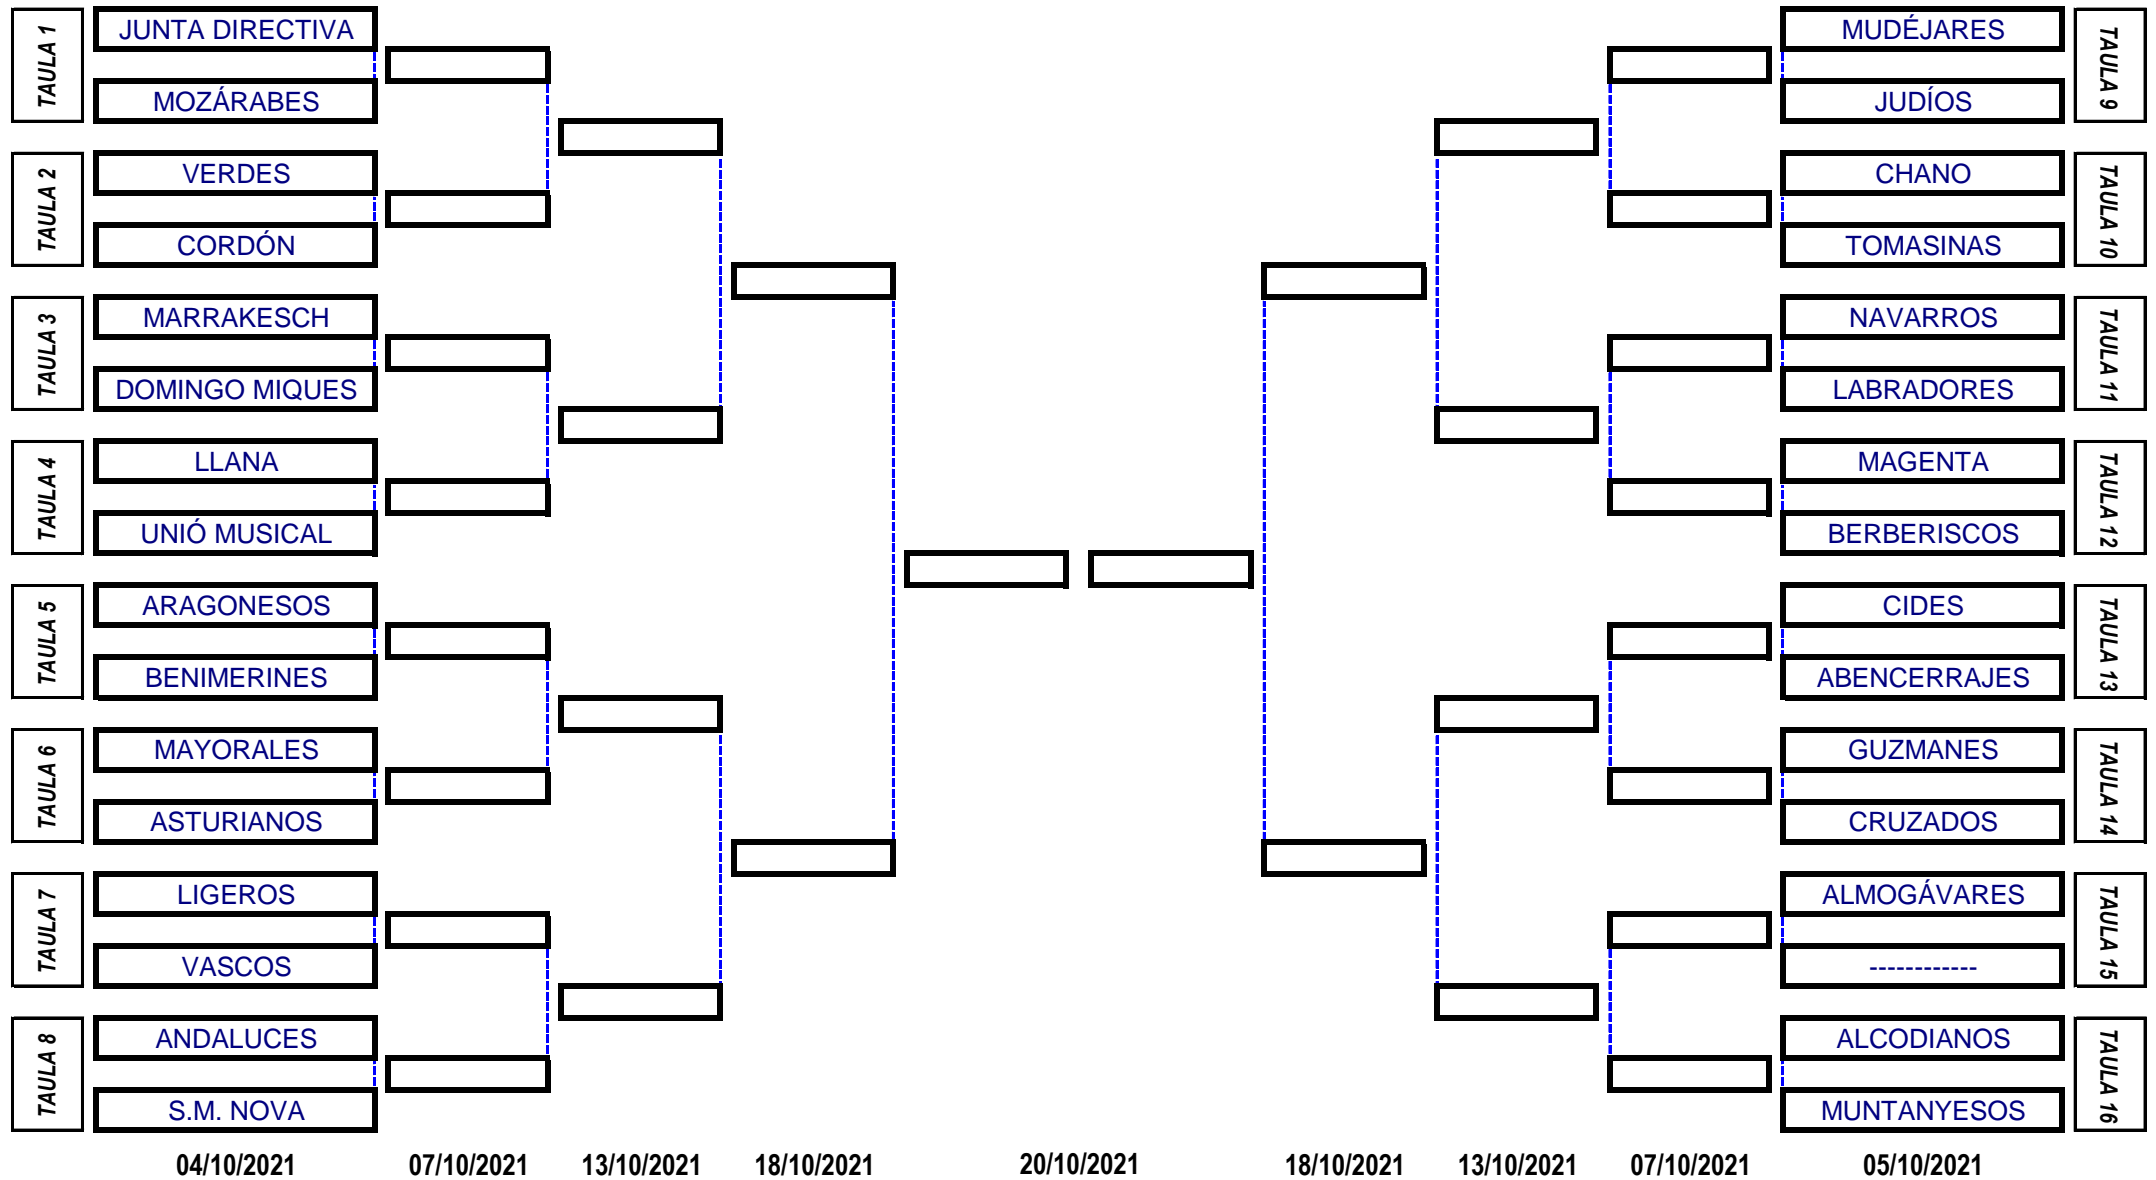 TAULA 1
JUNTA DIRECTIVA
MOZÁRABES
TAULA 2
VERDES
CORDÓN
TAULA 3
MARRAKESCH
DOMINGO MIQUES
TAULA 4
LLANA
UNIÓ MUSICAL
TAULA 5
ARAGONESOS
BENIMERINES
TAULA 6
MAYORALES
ASTURIANOS
TAULA 7
LIGEROS
VASCOS
TAULA 8
ANDALUCES
S.M. NOVA
MUDÉJARES
JUDÍOS
TAULA 9
CHANO
TOMASINAS
TAULA 10
NAVARROS
LABRADORES
TAULA 11
MAGENTA
BERBERISCOS
TAULA 12
CIDES
ABENCERRAJES
TAULA 13
GUZMANES
CRUZADOS
TAULA 14
ALMOGÁVARES
------------
TAULA 15
ALCODIANOS
MUNTANYESOS
TAULA 16
04/10/2021 07/10/2021 13/10/2021 18/10/2021 20/10/2021 18/10/2021 13/10/2021 07/10/2021 05/10/2021